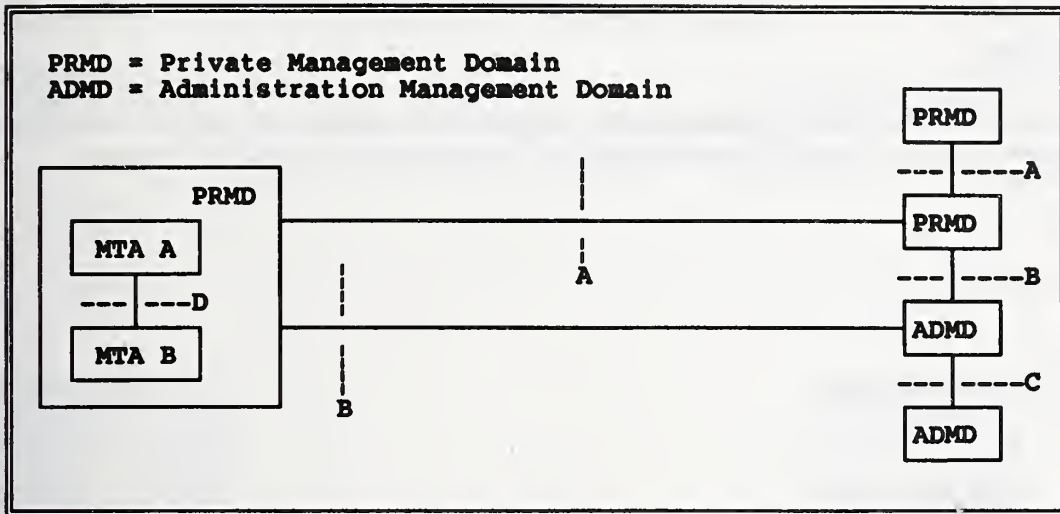 PRMD = Private Management Domain
ADMD = Administration Management Domain
PRMD
A
PRMD
MTA A
D
MTA B
A
B
PRMD
B
ADMD
C
ADMD